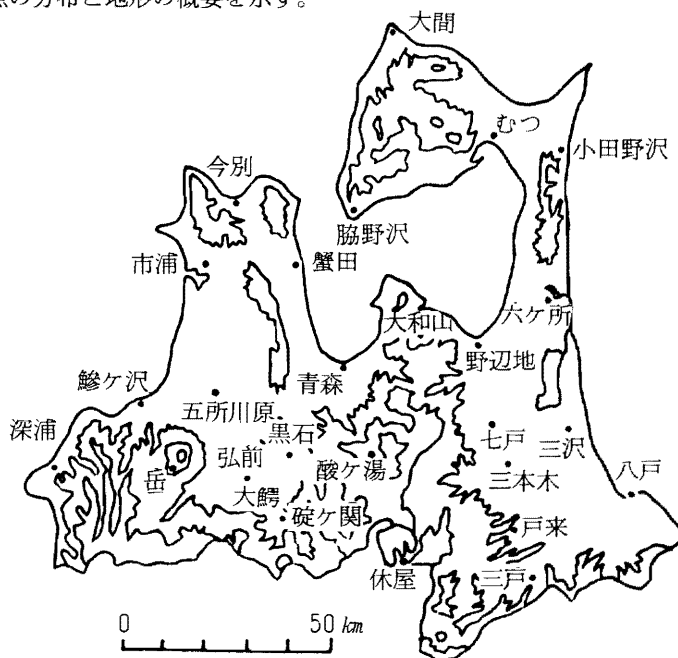 点の分布と地形の概要を示す。
大間
むつ
小田野沢
今別
脇野沢
市浦
蟹田
大和山
六ケ所
野辺地
青森
鰺ケ沢
五所川原
黒石
七戸
三沢
深浦
岳
弘前
酸ケ湯
三本木
八戸
大鰐
碇ケ関
戸来
休屋
三戸
0 50 km